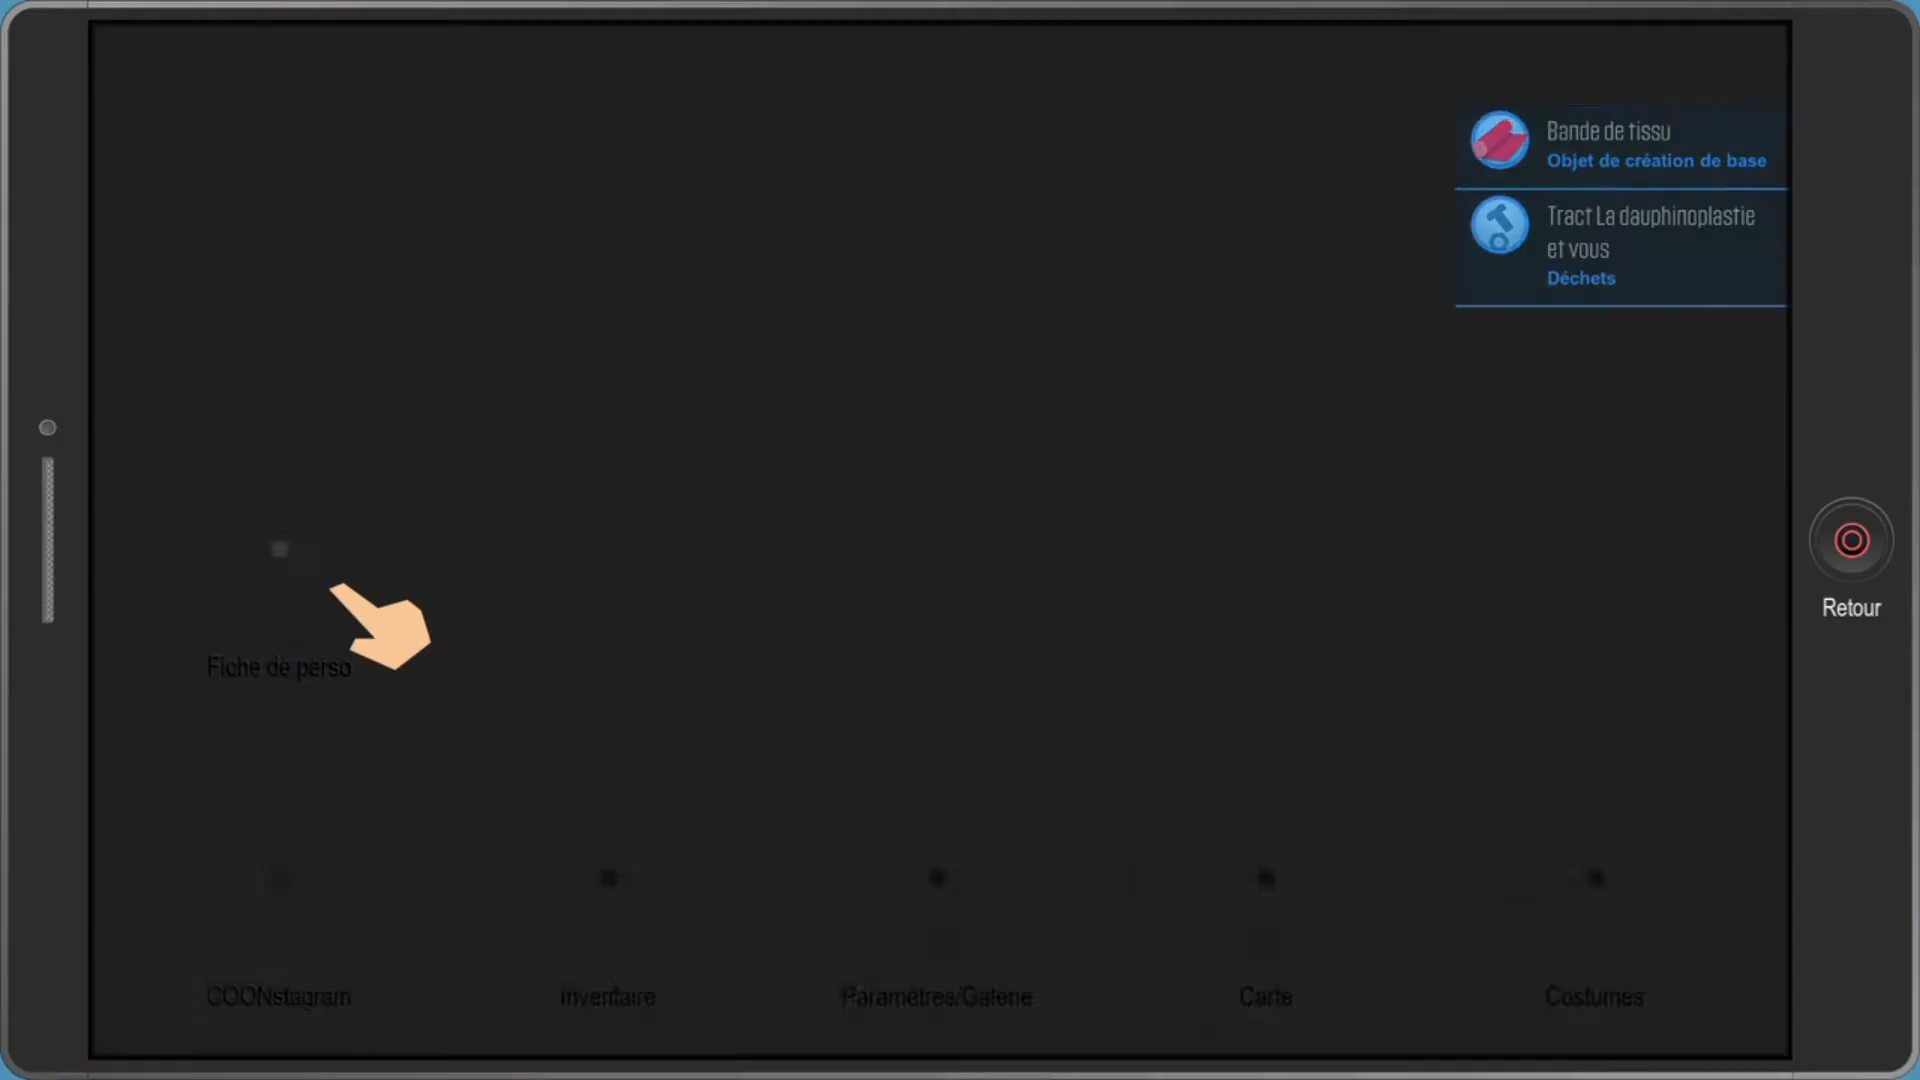 Bande de tissu
Objet de création de base
Tract La dauphinoplastie
et vous
Déchets
Retour
Fiche de perso
COONstagram
Inventaire
Paramètres/Galerie
Carte
Costumes